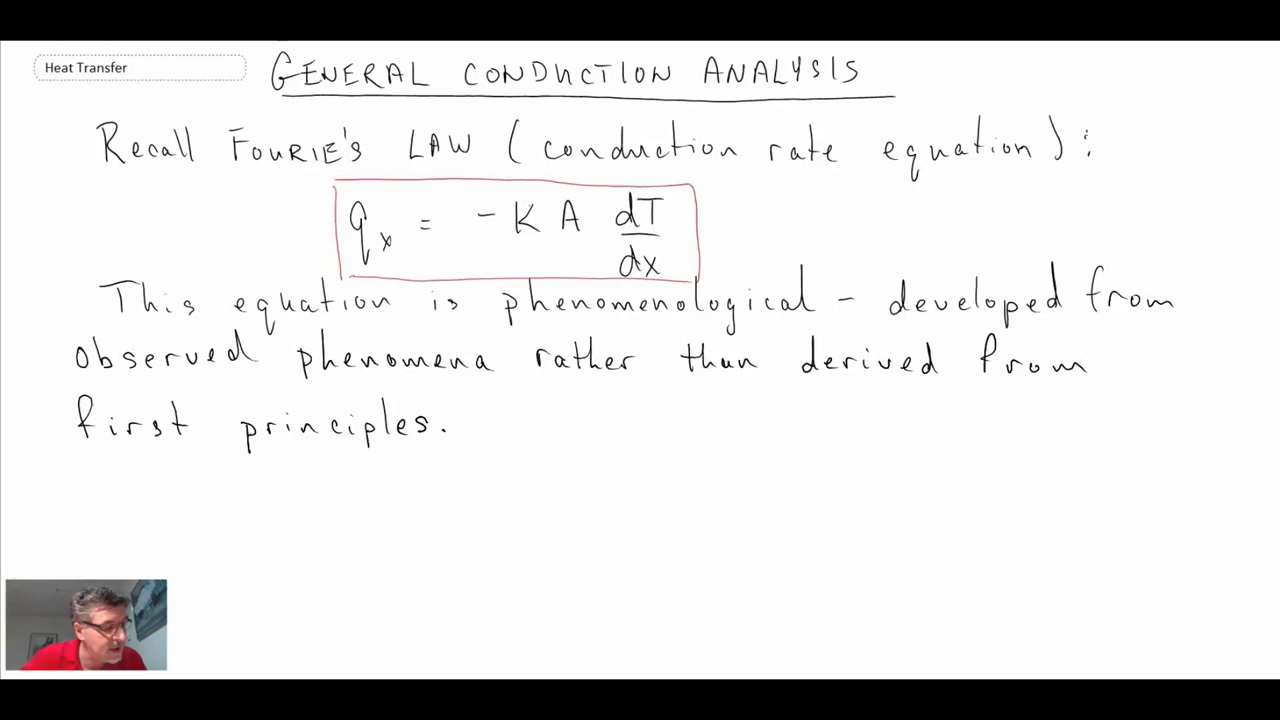 Heat Transfer
GENERAL CONDUCTION ANALYSIS
Recall FOURIE'S LAW (conduction rate equation):
qx = - K A dT/dx
This equation is phenomenological - developed from
observed phenomena rather than derived from
first principles.